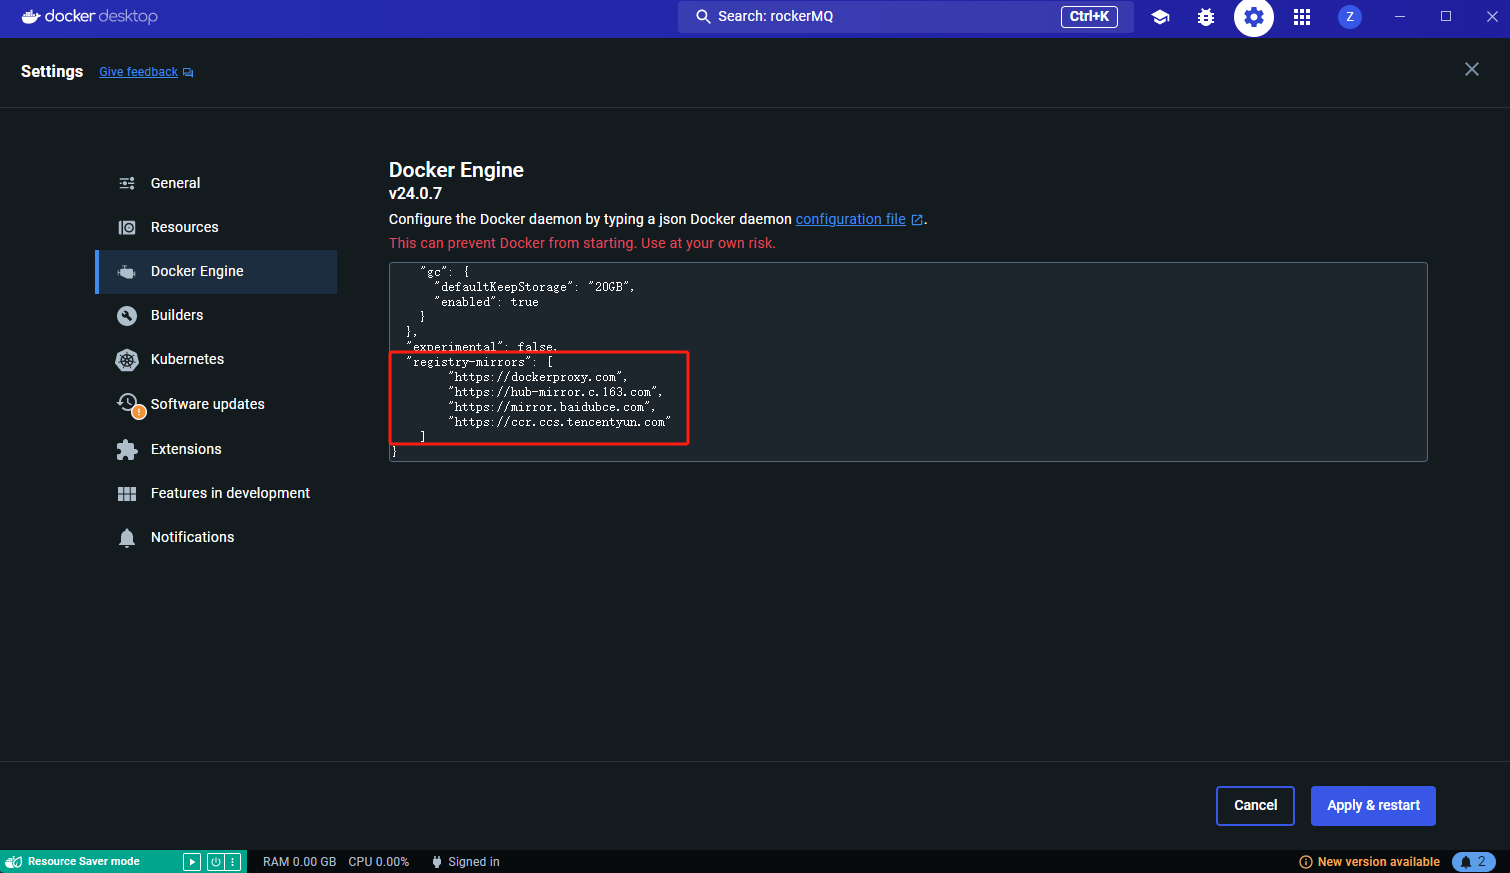 docker desktop
Search: rockerMQ
Ctrl+K
Z
Settings
Give feedback
General
Resources
Docker Engine
Builders
Kubernetes
Software updates
Extensions
Features in development
Notifications
Docker Engine
v24.0.7
Configure the Docker daemon by typing a json Docker daemon configuration file .
This can prevent Docker from starting. Use at your own risk.
"gc": {
"defaultKeepStorage": "20GB",
"enabled": true
}
},
"experimental": false,
"registry-mirrors": [
"https://dockerproxy.com",
"https://hub-mirror.c.163.com",
"https://mirror.baidubce.com",
"https://ccr.ccs.tencentyun.com"
]
}
Cancel
Apply & restart
Resource Saver mode
RAM 0.00 GB CPU 0.00%
Signed in
New version available
2